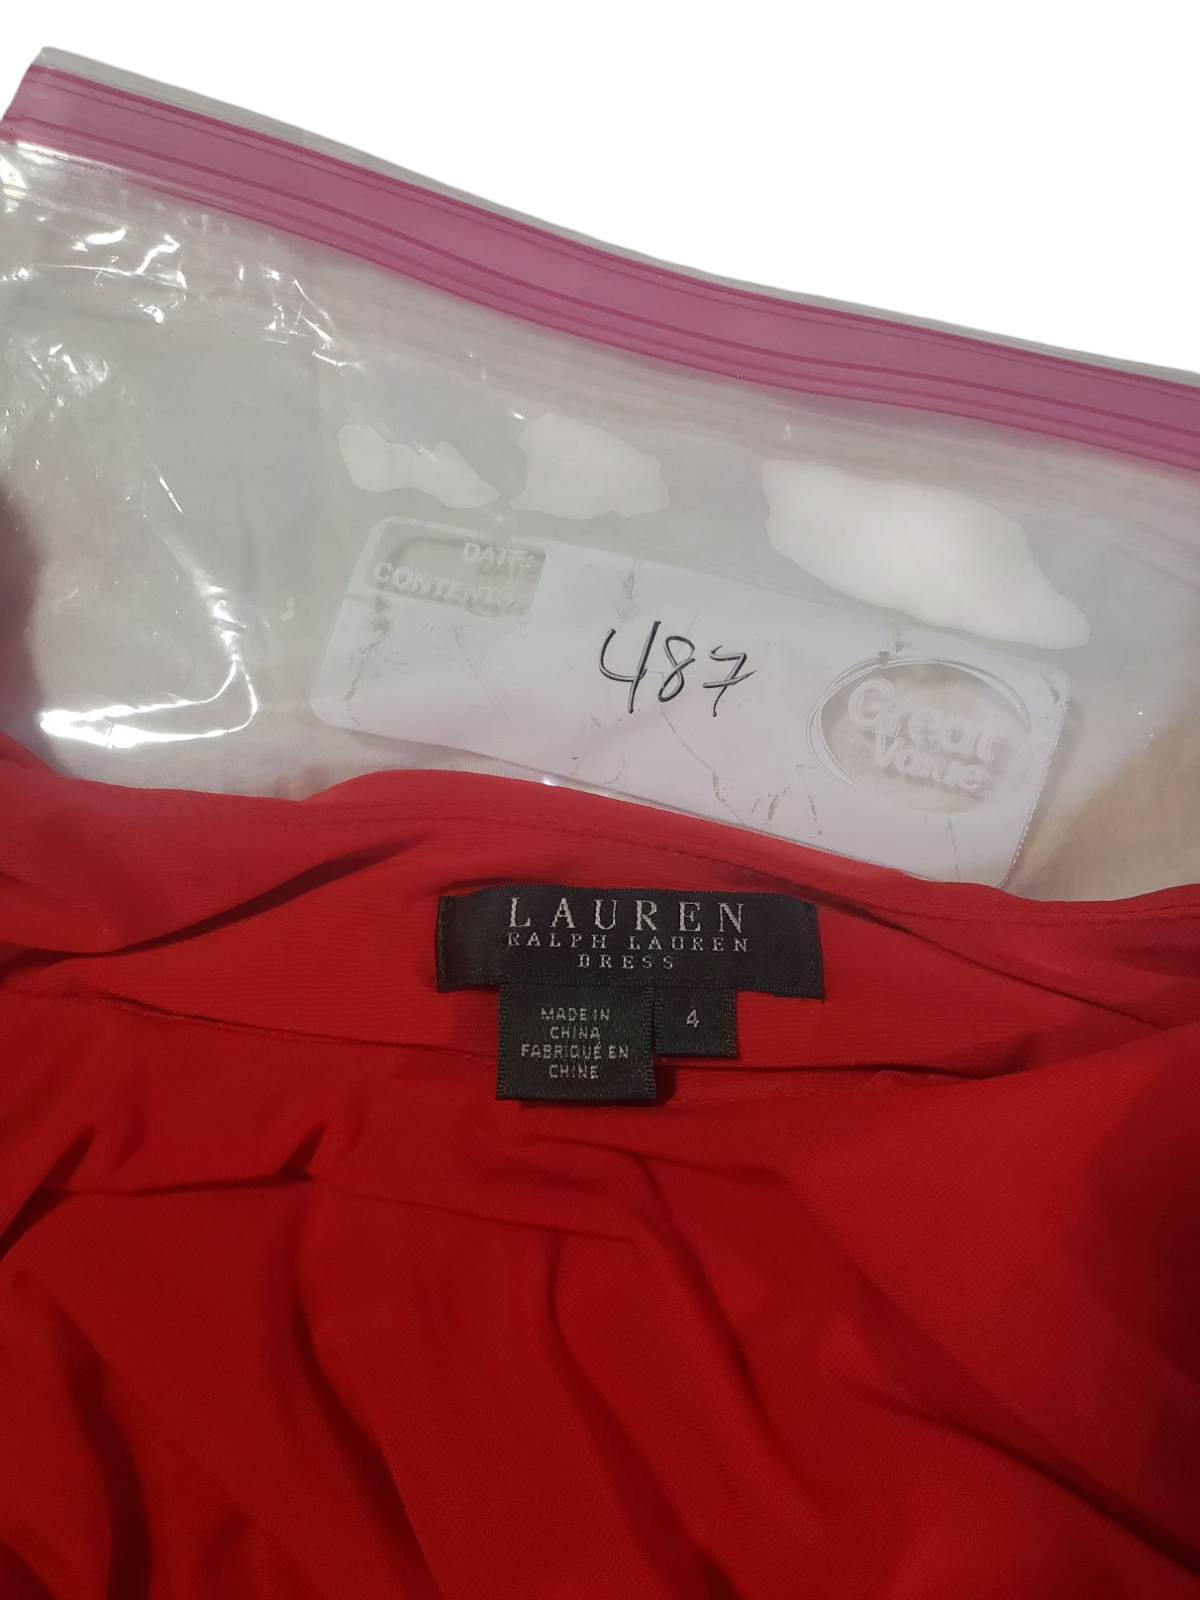 DATE:
CONTENTS:
487
Great
Value
LAUREN
RALPH LAUREN
DRESS
MADE IN
CHINA
FABRIQUÉ EN
CHINE
4